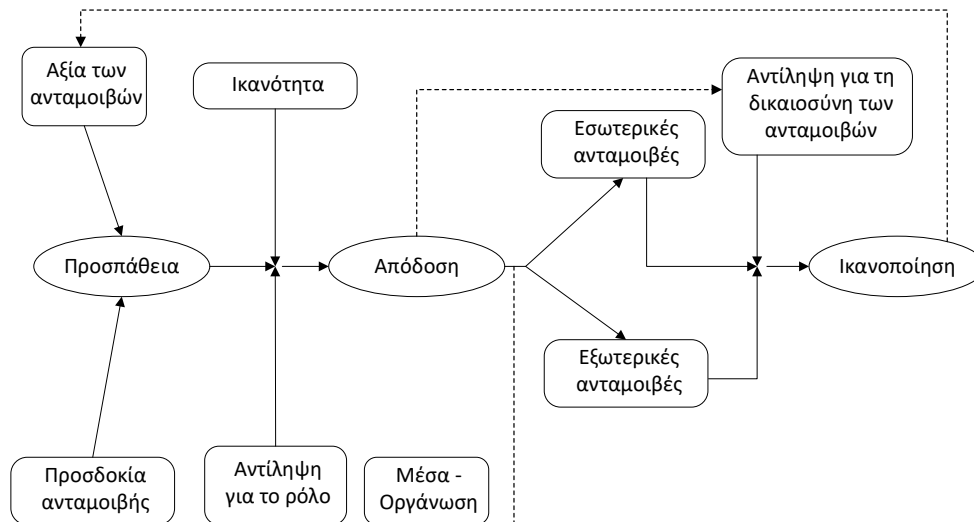 Αξία των
ανταμοιβών
Ικανότητα
Αντίληψη για τη
δικαιοσύνη των
ανταμοιβών
Εσωτερικές
ανταμοιβές
Προσπάθεια
Απόδοση
Ικανοποίηση
Εξωτερικές
ανταμοιβές
Προσδοκία
ανταμοιβής
Αντίληψη
για το ρόλο
Μέσα -
Οργάνωση